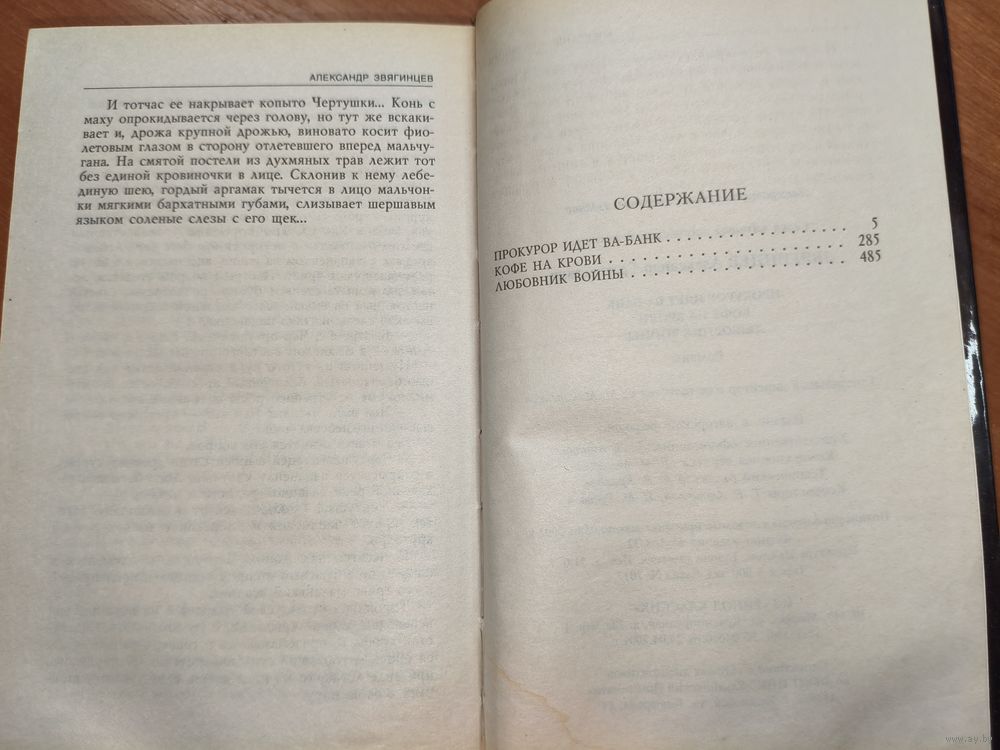 АЛЕКСАНДР ЗВЯГИНЦЕВ
И тотчас ее накрывает копыто Чертушки... Конь с
маху опрокидывается через голову, но тут же вскаки-
вает и, дрожа крупной дрожью, виновато косит фио-
летовым глазом в сторону отлетевшего вперед мальчу-
гана. На смятой постели из духмяных трав лежит тот
без единой кровиночки в лице. Склонив к нему лебе-
диную шею, гордый аргамак тычется в лицо мальчон-
ки мягкими бархатными губами, слизывает шершавым
языком соленые слезы с его щек...
СОДЕРЖАНИЕ
ПРОКУРОР ИДЕТ ВА-БАНК . . . . . . . . . . . . . . . . . 5
КОФЕ НА КРОВИ . . . . . . . . . . . . . . . . . . . . . . 285
ЛЮБОВНИК ВОЙНЫ . . . . . . . . . . . . . . . . . . . . 485
www.ay.by